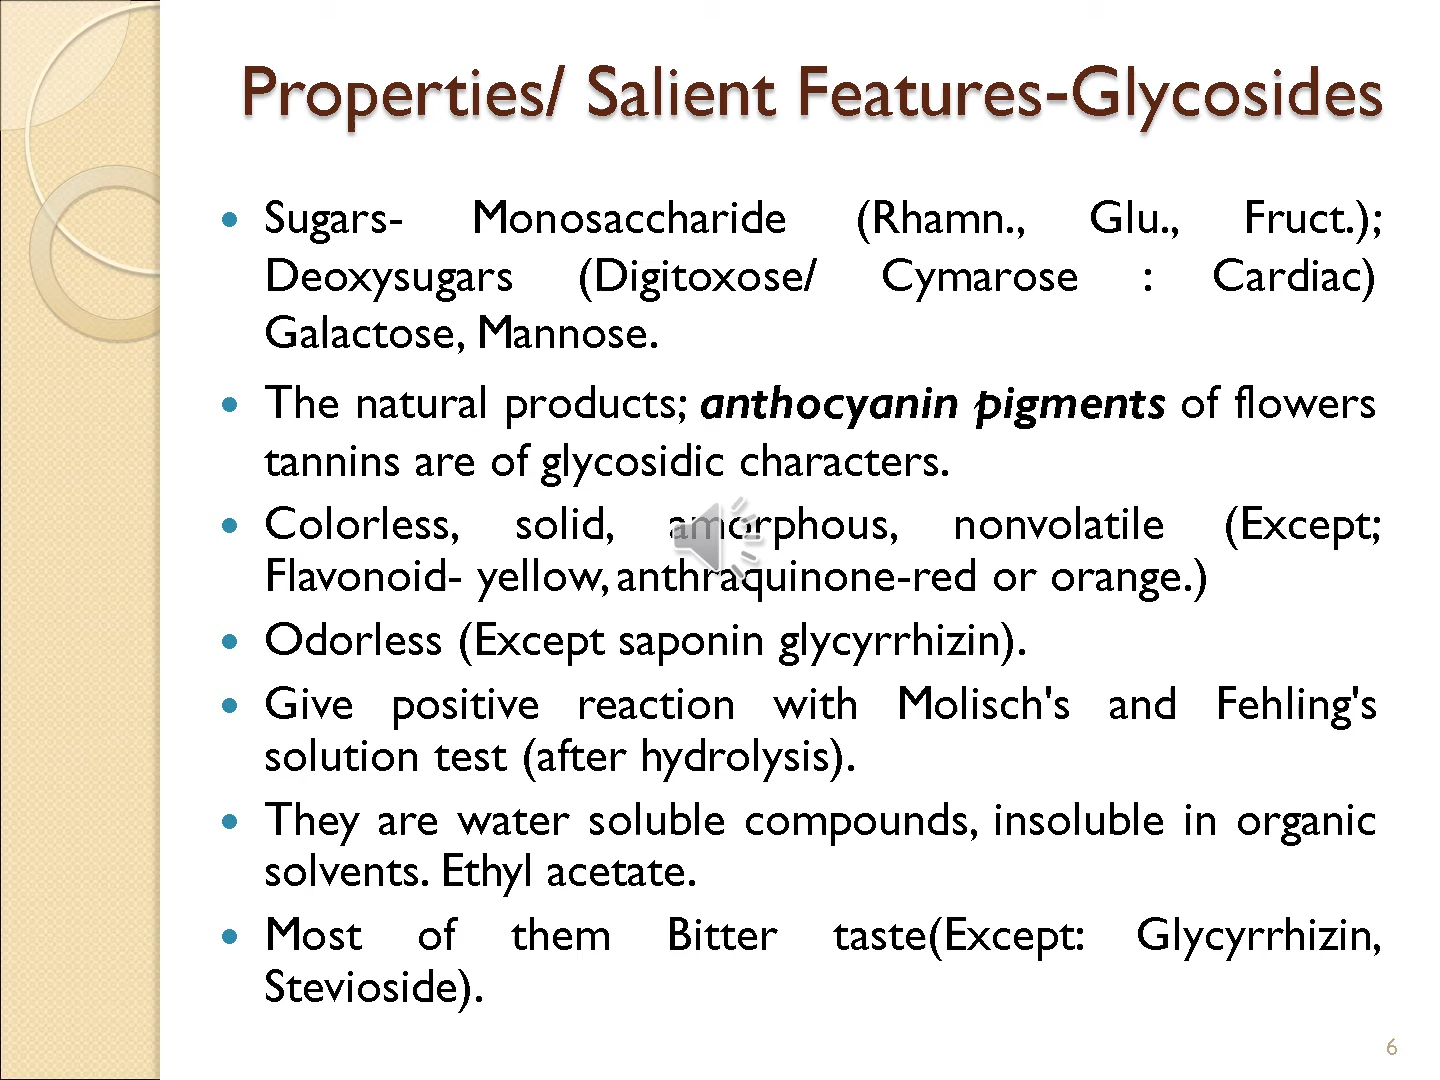 Properties/ Salient Features-Glycosides
• Sugars- Monosaccharide (Rhamn., Glu., Fruct.);
Deoxysugars (Digitoxose/ Cymarose : Cardiac)
Galactose, Mannose.
• The natural products; anthocyanin pigments of flowers
tannins are of glycosidic characters.
• Colorless, solid, amorphous, nonvolatile (Except;
Flavonoid- yellow, anthraquinone-red or orange.)
• Odorless (Except saponin glycyrrhizin).
• Give positive reaction with Molisch's and Fehling's
solution test (after hydrolysis).
• They are water soluble compounds, insoluble in organic
solvents. Ethyl acetate.
• Most of them Bitter taste(Except: Glycyrrhizin,
Stevioside).
6